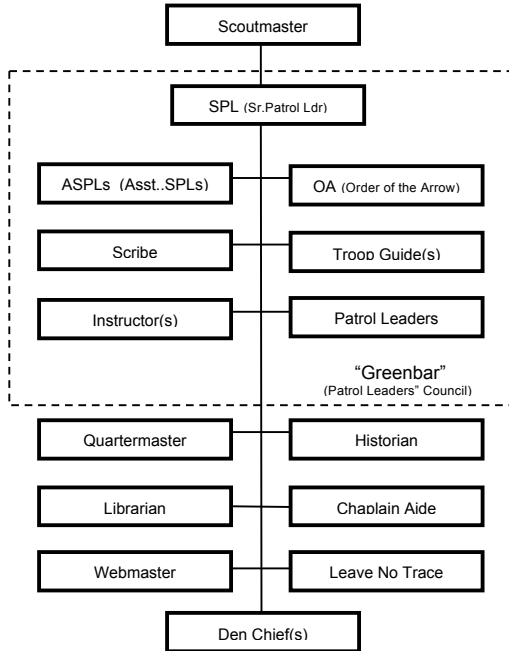 Scoutmaster
SPL (Sr.Patrol Ldr)
ASPLs (Asst..SPLs)
OA (Order of the Arrow)
Scribe
Troop Guide(s)
Instructor(s)
Patrol Leaders
“Greenbar”
(Patrol Leaders” Council)
Quartermaster
Historian
Librarian
Chaplain Aide
Webmaster
Leave No Trace
Den Chief(s)